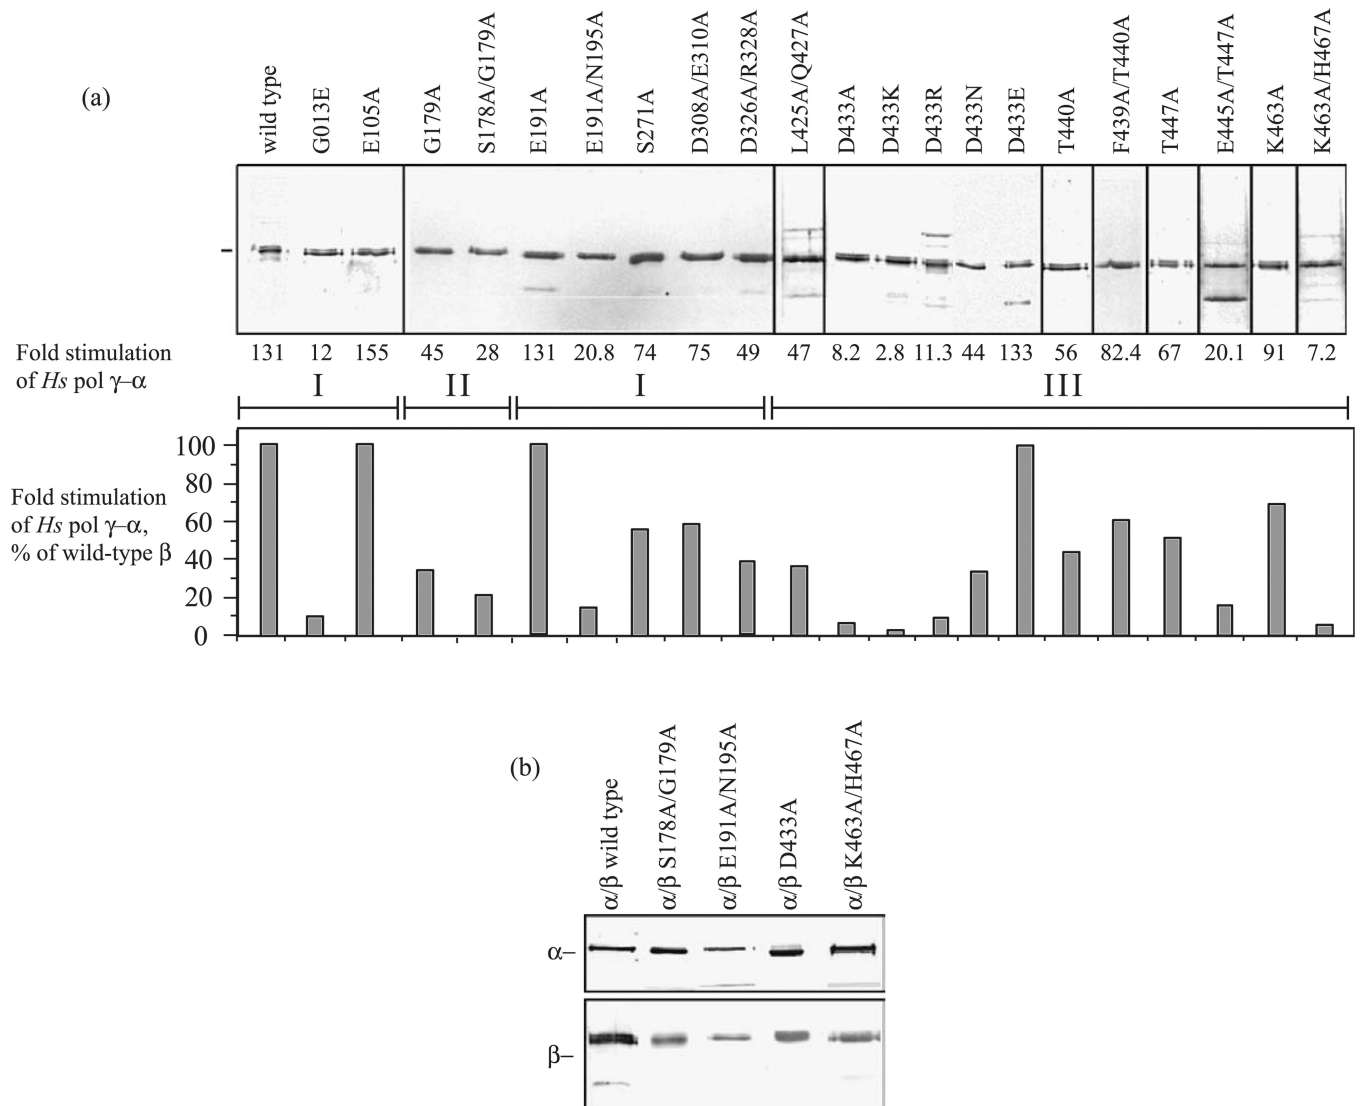 (a)
wild type
G013E
E105A
G179A
S178A/G179A
E191A
E191A/N195A
S271A
D308A/E310A
D326A/R328A
L425A/Q427A
D433A
D433K
D433R
D433N
D433E
T440A
F439A/T440A
T447A
E445A/T447A
K463A
K463A/H467A
Fold stimulation
of Hs pol γ–α
131 12 155 45 28 131 20.8 74 75 49 47 8.2 2.8 11.3 44 133 56 82.4 67 20.1 91 7.2
I II I III
Fold stimulation
of Hs pol γ–α,
% of wild-type β
100
80
60
40
20
0
(b)
α/β wild type
α/β S178A/G179A
α/β E191A/N195A
α/β D433A
α/β K463A/H467A
α–
β–